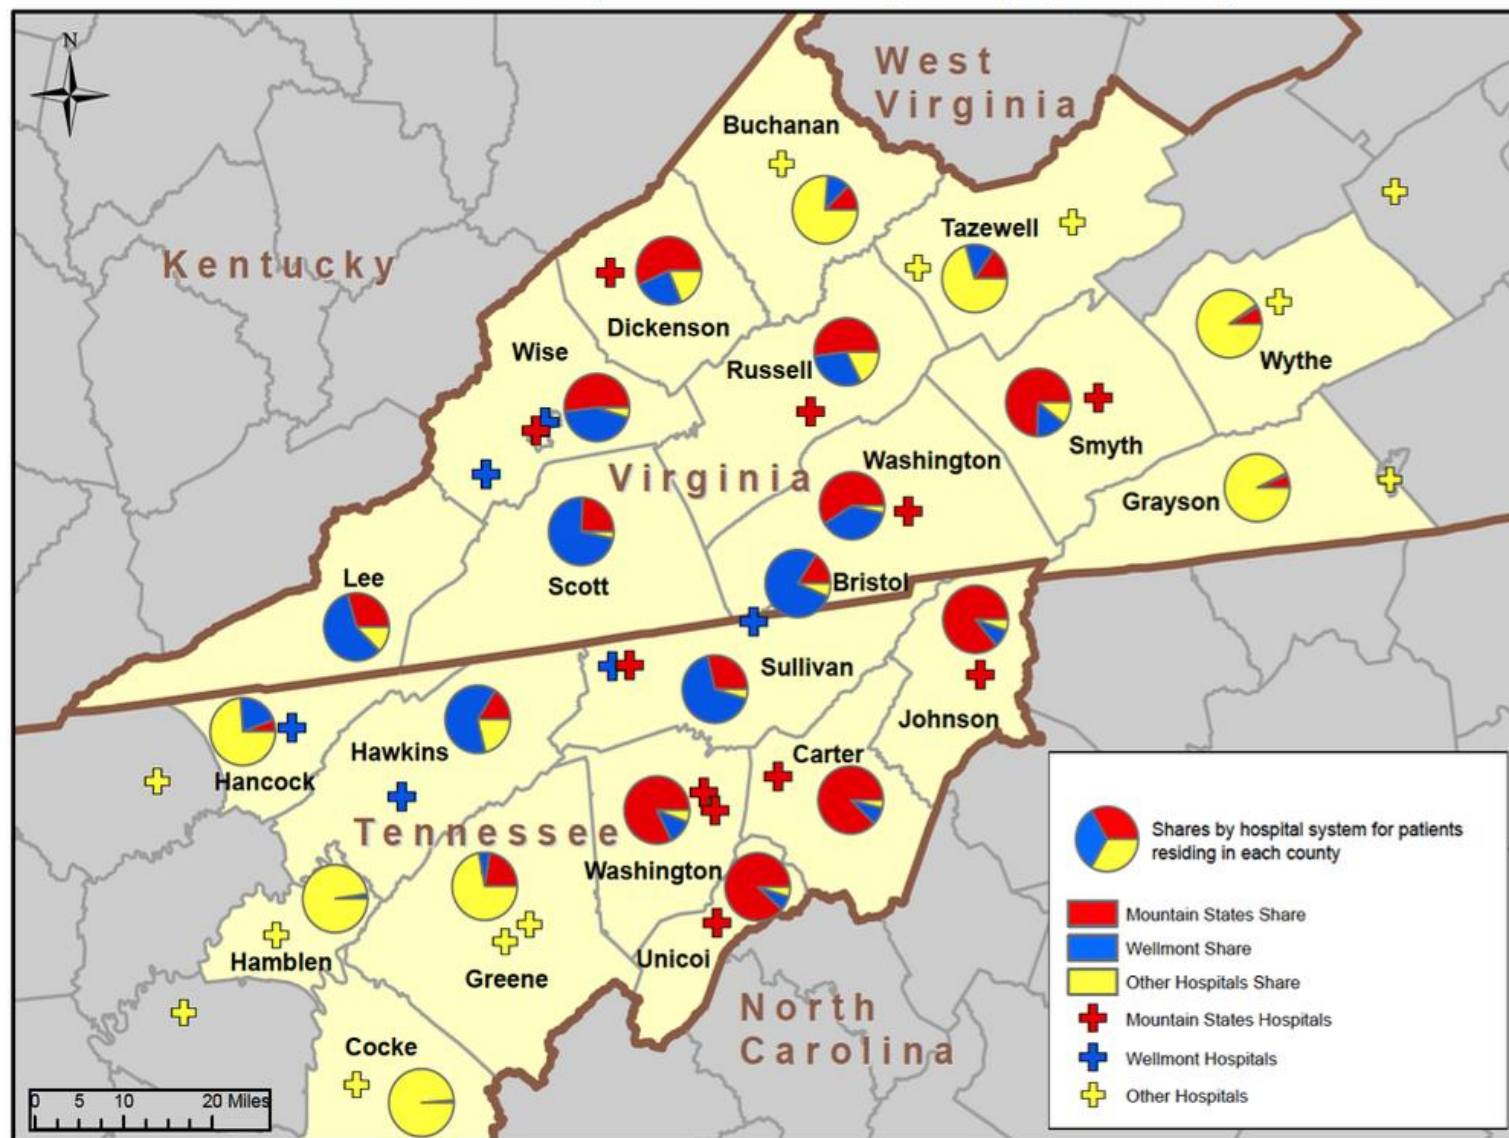 N
West
Virginia
Buchanan
Tazewell
Kentucky
Dickenson
Wise
Russell
Wythe
Smyth
Virginia
Washington
Grayson
Lee
Scott
Bristol
Sullivan
Johnson
Hawkins
Hancock
Carter
Tennessee
Washington
Hamblen
Greene
Unicoi
North
Carolina
Cocke
0 5 10 20 Miles
Shares by hospital system for patients
residing in each county
Mountain States Share
Wellmont Share
Other Hospitals Share
Mountain States Hospitals
Wellmont Hospitals
Other Hospitals